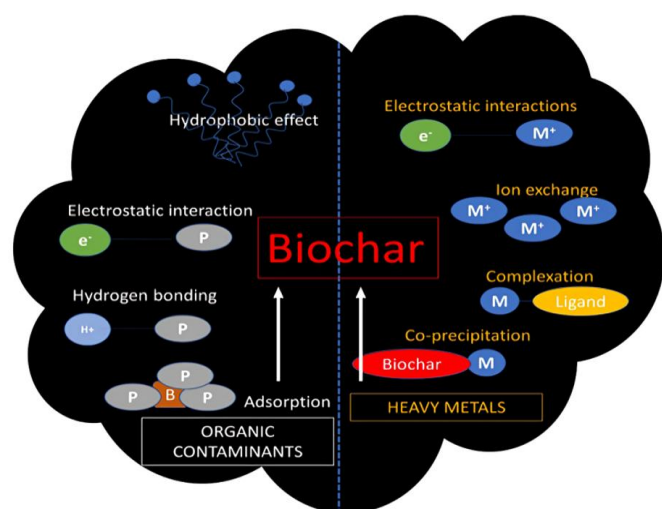 Hydrophobic effect
Electrostatic interaction
e-
P
Hydrogen bonding
H+
P
P
P
B
P
Adsorption
ORGANIC
CONTAMINANTS
Biochar
Electrostatic interactions
e-
M+
Ion exchange
M+
M+
M+
Complexation
M
Ligand
Co-precipitation
Biochar
M
HEAVY METALS